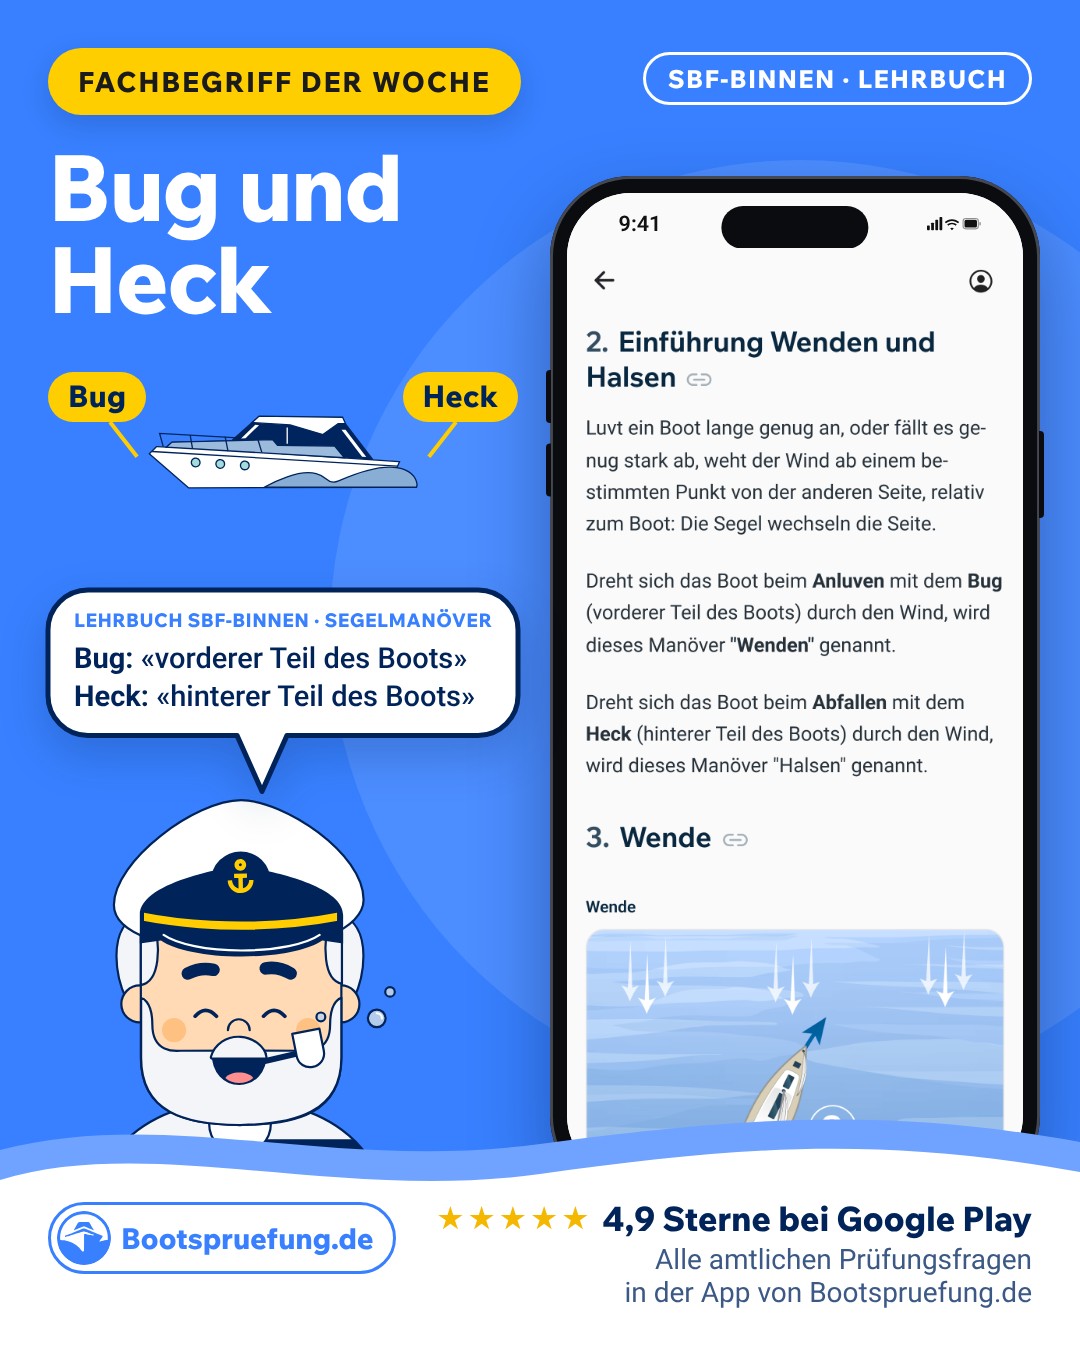 FACHBEGRIFF DER WOCHE
SBF-BINNEN · LEHRBUCH
Bug und
Heck
Bug
Heck
LEHRBUCH SBF-BINNEN · SEGELMANÖVER
Bug: «vorderer Teil des Boots»
Heck: «hinterer Teil des Boots»
9:41
2. Einführung Wenden und
Halsen
Luvt ein Boot lange genug an, oder fällt es ge-
nug stark ab, weht der Wind ab einem be-
stimmten Punkt von der anderen Seite, relativ
zum Boot: Die Segel wechseln die Seite.
Dreht sich das Boot beim Anluven mit dem Bug
(vorderer Teil des Boots) durch den Wind, wird
dieses Manöver "Wenden" genannt.
Dreht sich das Boot beim Abfallen mit dem
Heck (hinterer Teil des Boots) durch den Wind,
wird dieses Manöver "Halsen" genannt.
3. Wende
Wende
Bootspruefung.de
★★★★★ 4,9 Sterne bei Google Play
Alle amtlichen Prüfungsfragen
in der App von Bootspruefung.de